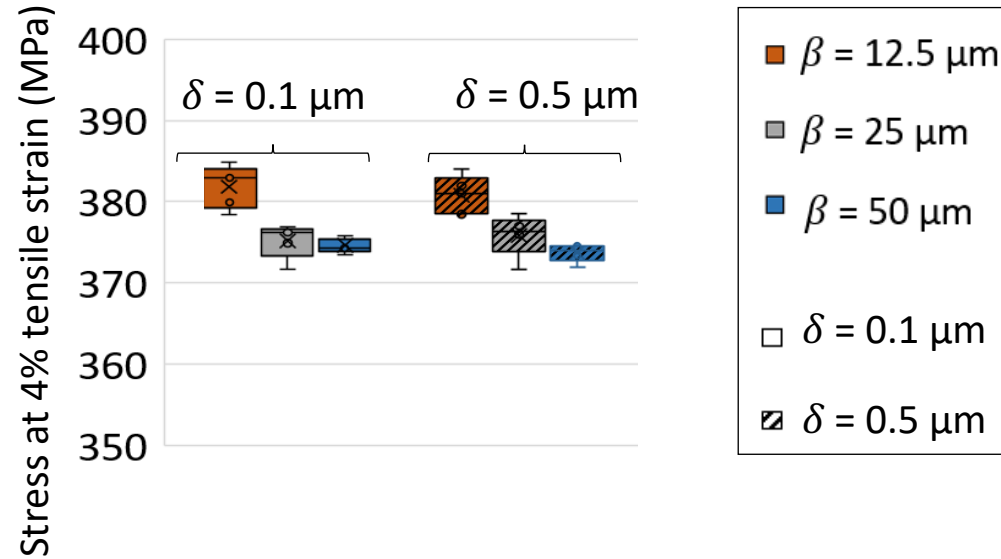 Stress at 4% tensile strain (MPa)
400
390
380
370
360
350
δ = 0.1 μm
δ = 0.5 μm
β = 12.5 μm
β = 25 μm
β = 50 μm
δ = 0.1 μm
δ = 0.5 μm